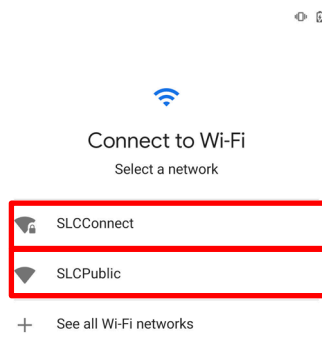 Connect to Wi-Fi
Select a network
SLCConnect
SLCPublic
See all Wi-Fi networks